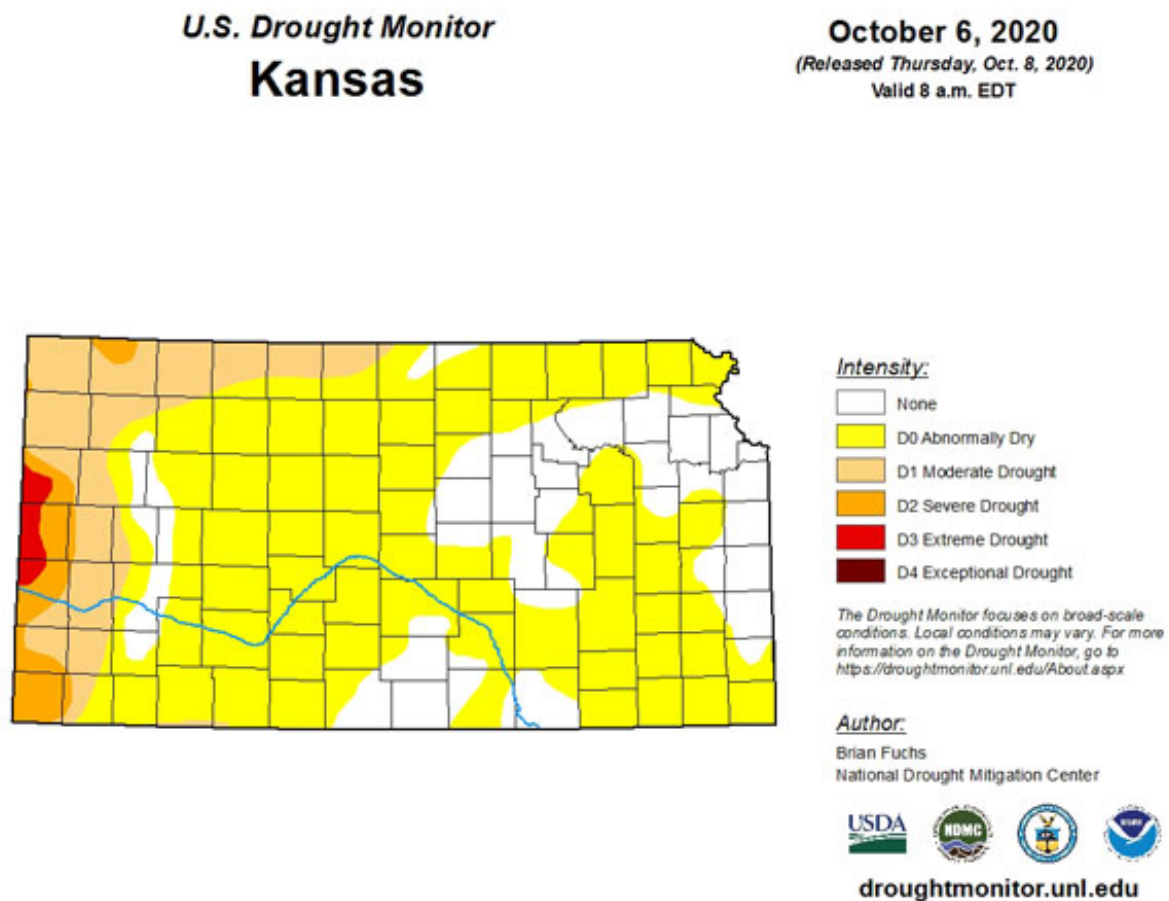 U.S. Drought Monitor
Kansas
October 6, 2020
(Released Thursday, Oct. 8, 2020)
Valid 8 a.m. EDT
Intensity:
None
D0 Abnormally Dry
D1 Moderate Drought
D2 Severe Drought
D3 Extreme Drought
D4 Exceptional Drought
The Drought Monitor focuses on broad-scale
conditions. Local conditions may vary. For more
information on the Drought Monitor, go to
https://droughtmonitor.unl.edu/About.aspx
Author:
Brian Fuchs
National Drought Mitigation Center
USDA
NDMC
droughtmonitor.unl.edu